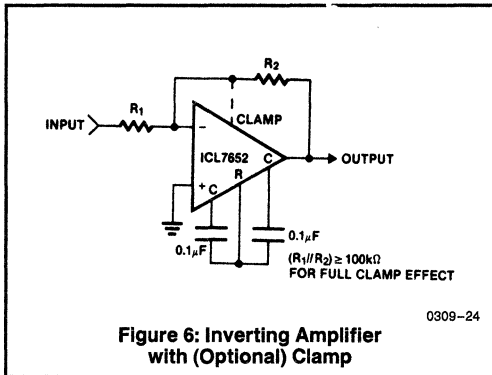 R2
R1
CLAMP
INPUT
−
ICL7652
C
OUTPUT
R
+
C
0.1μF
0.1μF
(R1//R2) ≥ 100kΩ
FOR FULL CLAMP EFFECT
0309–24
Figure 6: Inverting Amplifier
with (Optional) Clamp